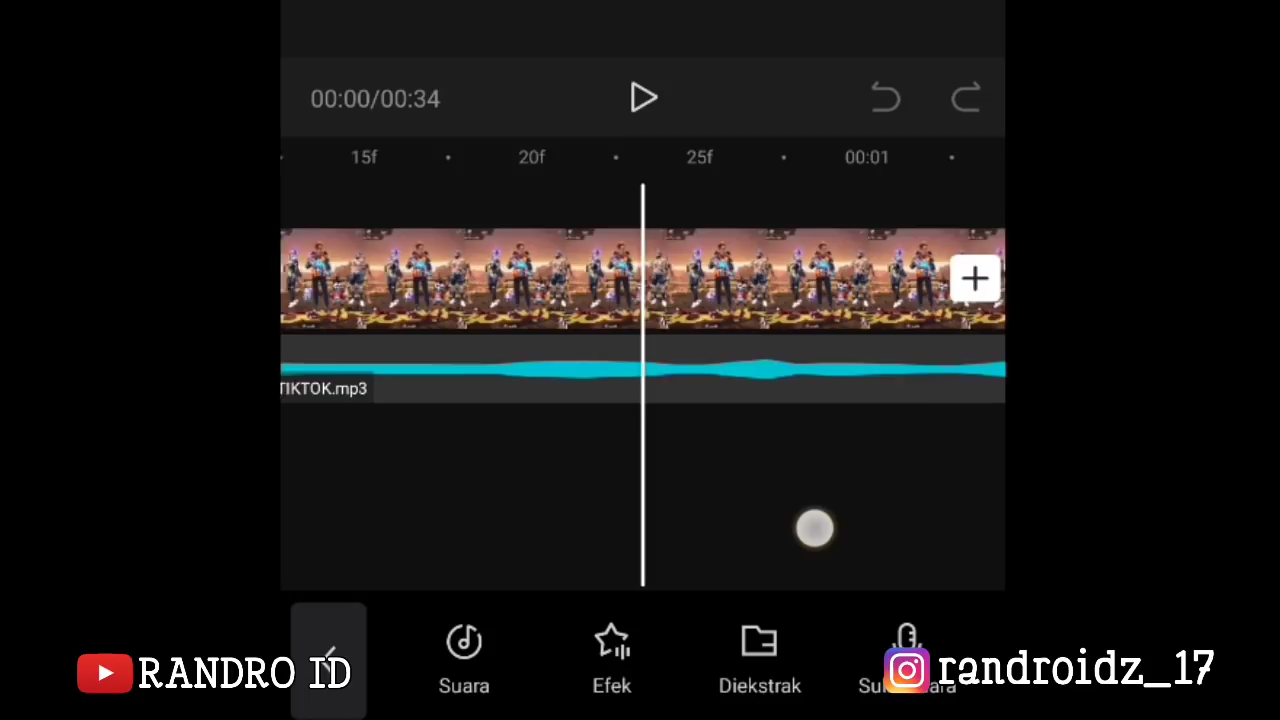 00:00/00:34
15f
20f
25f
00:01
TIKTOK.mp3
Suara
Efek
Diekstrak
RANDRO ID
randroidz_17